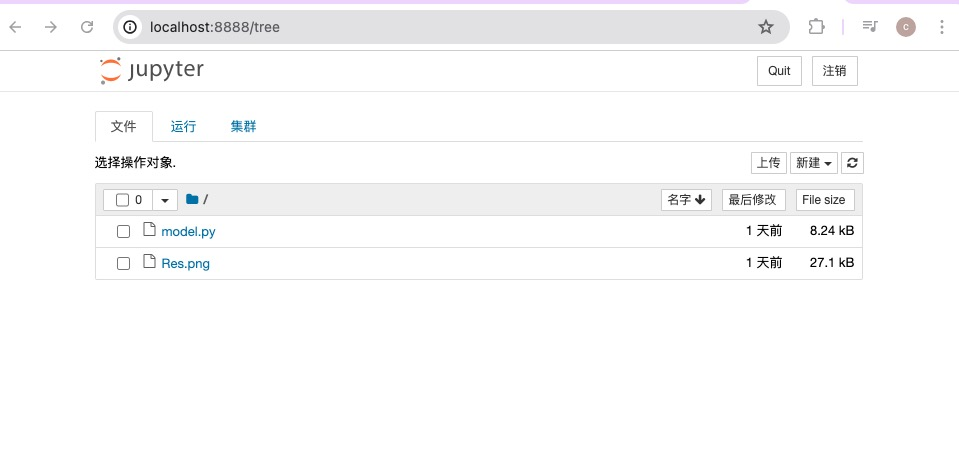 localhost:8888/tree
c
jupyter
Quit 注销
文件 运行 集群
选择操作对象. 上传 新建
0 / 名字 最后修改 File size
model.py 1 天前 8.24 kB
Res.png 1 天前 27.1 kB